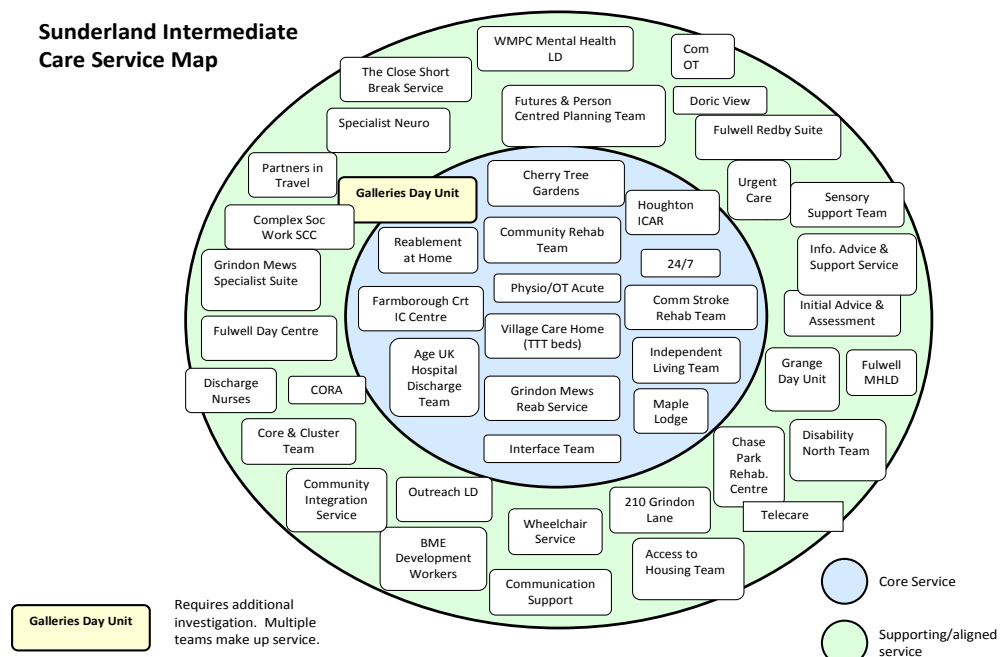 Sunderland Intermediate
Care Service Map
WMPC Mental Health
LD
Com
OT
The Close Short
Break Service
Futures & Person
Centred Planning Team
Doric View
Specialist Neuro
Fulwell Redby Suite
Partners in
Travel
Galleries Day Unit
Cherry Tree
Gardens
Urgent
Care
Sensory
Support Team
Houghton
ICAR
Complex Soc
Work SCC
Reablement
at Home
Community Rehab
Team
Info. Advice &
Support Service
Grindon Mews
Specialist Suite
24/7
Physio/OT Acute
Farmborough Crt
IC Centre
Comm Stroke
Rehab Team
Initial Advice &
Assessment
Fulwell Day Centre
Village Care Home
(TTT beds)
Age UK
Hospital
Discharge
Team
Independent
Living Team
Grange
Day Unit
Fulwell
MHLD
Discharge
Nurses
CORA
Grindon Mews
Reab Service
Maple
Lodge
Core & Cluster
Team
Interface Team
Chase
Park
Rehab.
Centre
Disability
North Team
Community
Integration
Service
Outreach LD
210 Grindon
Lane
Telecare
Wheelchair
Service
BME
Development
Workers
Access to
Housing Team
Communication
Support
Core Service
Galleries Day Unit
Requires additional
investigation.  Multiple
teams make up service.
Supporting/aligned
service